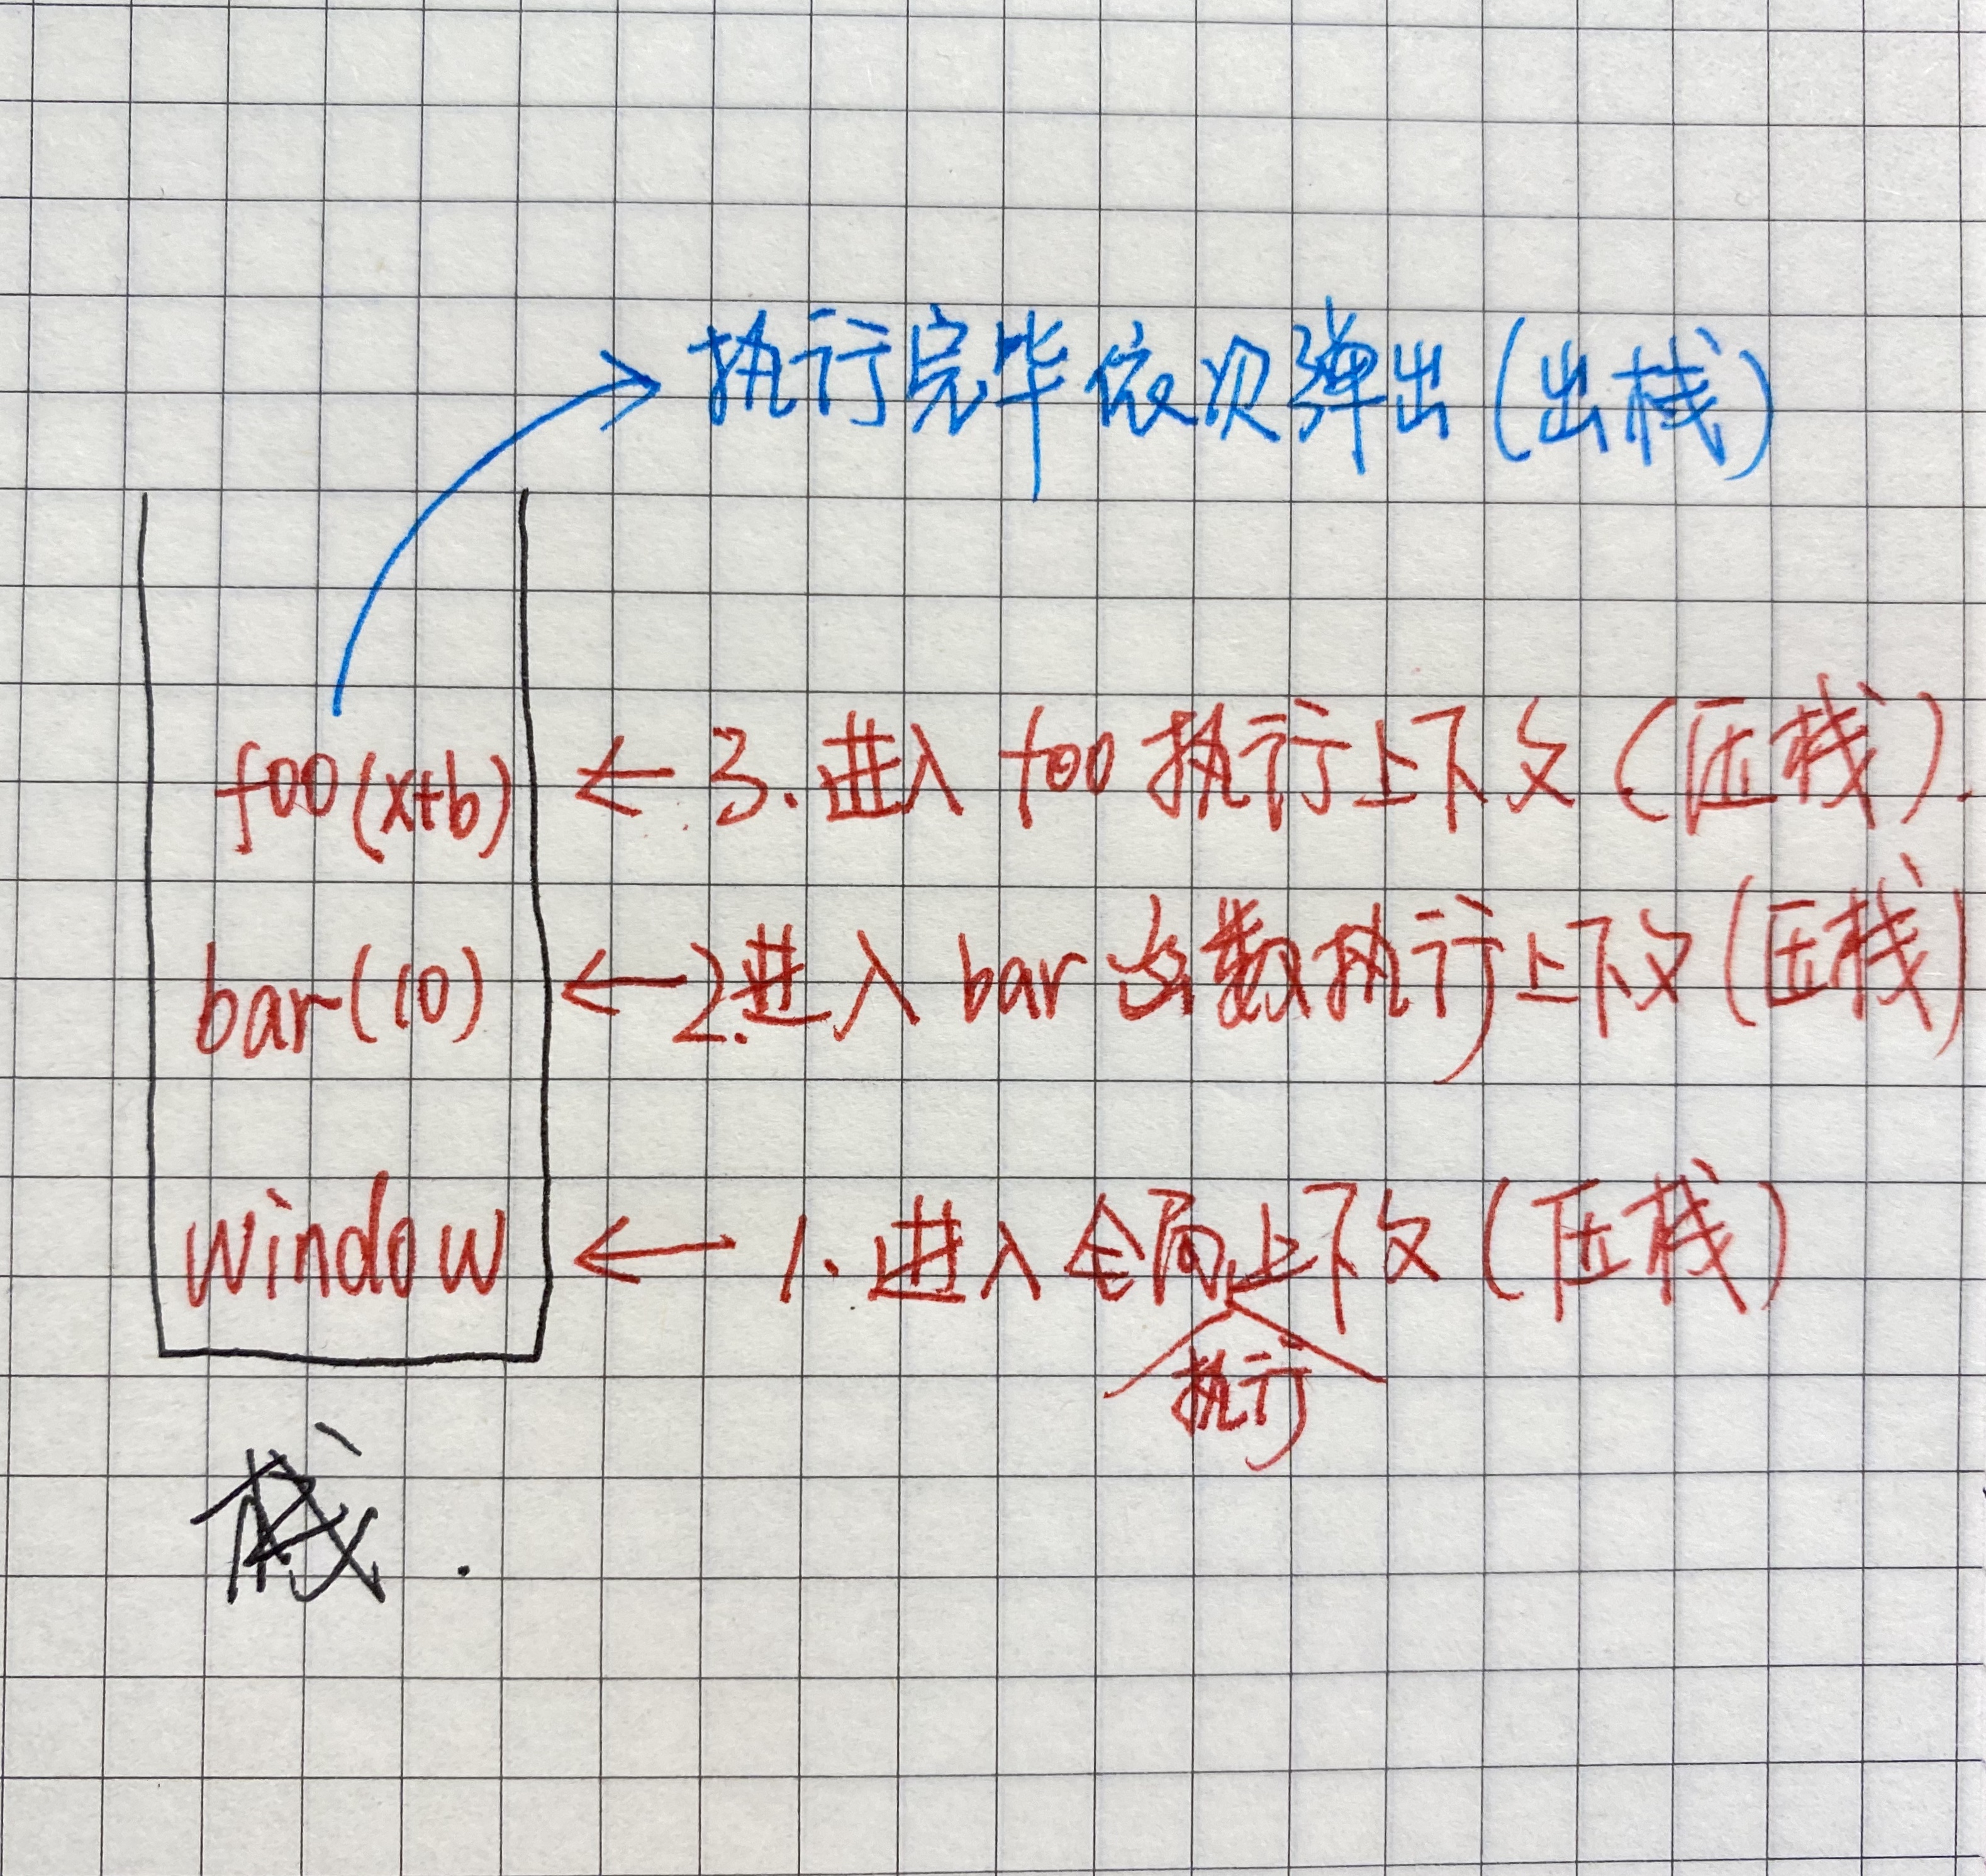 执行完毕依次弹出(出栈)
foo(x+b) ← 3. 进入 foo 执行上下文(压栈).
bar(10) ← 2.进入 bar 函数执行上下文(压栈)
window ← 1. 进入全局上下文(压栈)
执行
栈.